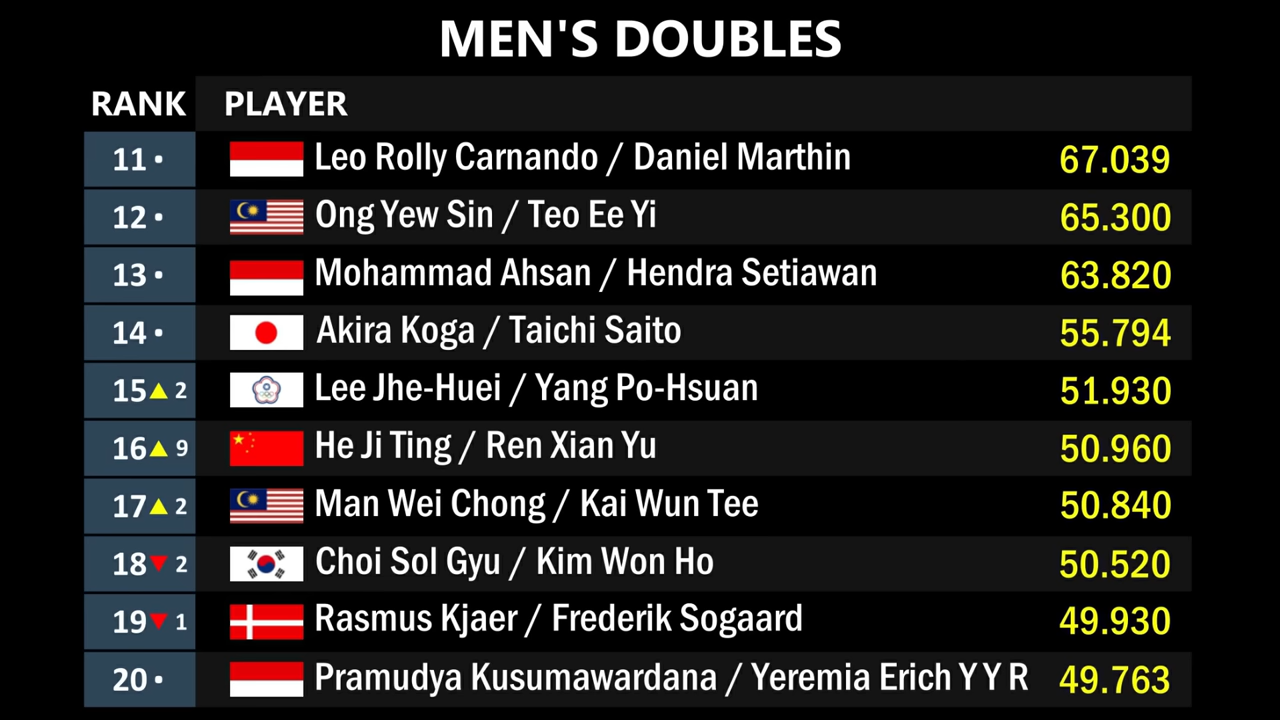 MEN'S DOUBLES
RANK PLAYER
11 • Leo Rolly Carnando / Daniel Marthin 67.039
12 • Ong Yew Sin / Teo Ee Yi 65.300
13 • Mohammad Ahsan / Hendra Setiawan 63.820
14 • Akira Koga / Taichi Saito 55.794
15 ▲ 2 Lee Jhe-Huei / Yang Po-Hsuan 51.930
16 ▲ 9 He Ji Ting / Ren Xian Yu 50.960
17 ▲ 2 Man Wei Chong / Kai Wun Tee 50.840
18 ▼ 2 Choi Sol Gyu / Kim Won Ho 50.520
19 ▼ 1 Rasmus Kjaer / Frederik Sogaard 49.930
20 • Pramudya Kusumawardana / Yeremia Erich Y Y R 49.763